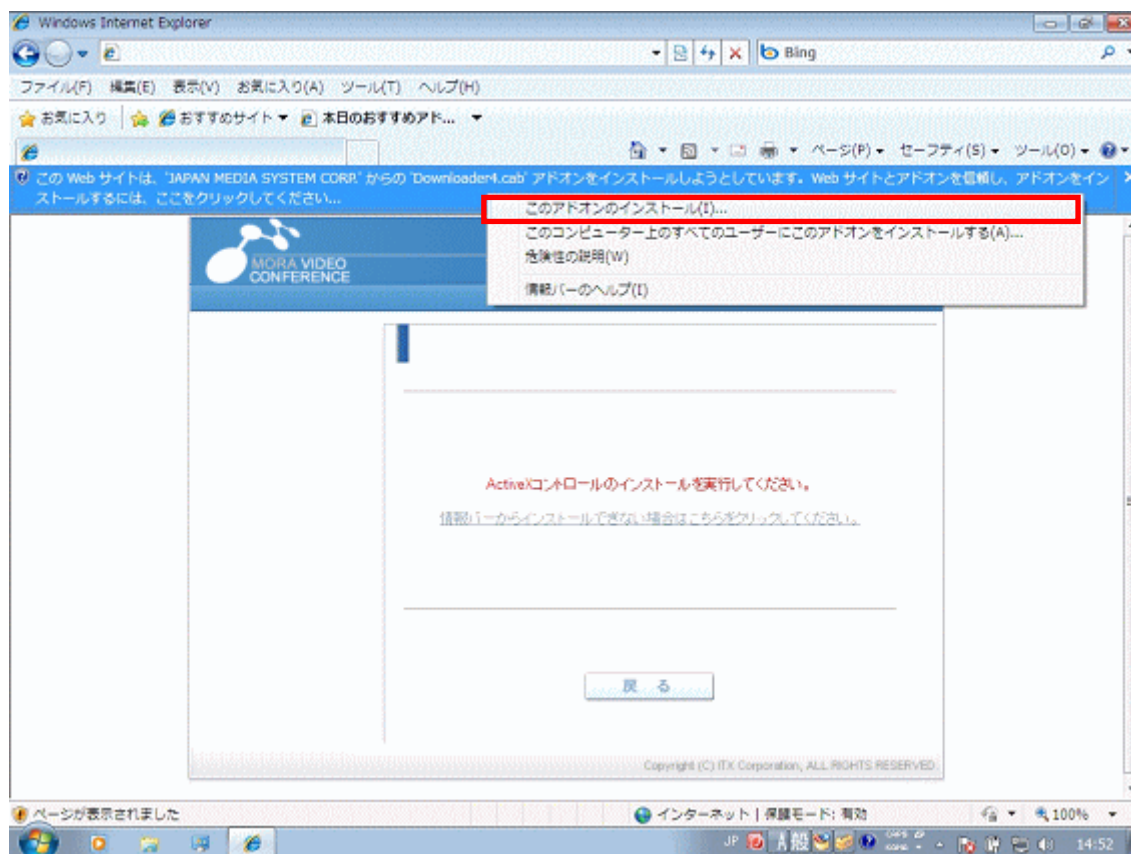 Windows Internet Explorer
Bing
ファイル(F) 編集(E) 表示(V) お気に入り(A) ツール(T) ヘルプ(H)
お気に入り おすすめのサイト 本日のおすすめアド...
ページ(P) セーフティ(S) ツール(O)
この Web サイトは、'JAPAN MEDIA SYSTEM CORP.' からの 'Downloader4.cab' アドオンをインストールしようとしています。Web サイトとアドオンを信頼し、アドオンをイン
ストールするには、ここをクリックしてください...
このアドオンのインストール(I)...
このコンピューター上のすべてのユーザーにこのアドオンをインストールする(A)...
危険性の説明(W)
情報バーのヘルプ(I)
MORA VIDEO
CONFERENCE
ActiveXコントロールのインストールを実行してください。
情報バーからインストールできない場合はこちらをクリックしてください。
戻 る
Copyright (C) ITX Corporation, ALL RIGHTS RESERVED.
ページが表示されました
インターネット | 保護モード: 有効
100%
JP
A 般
14:52